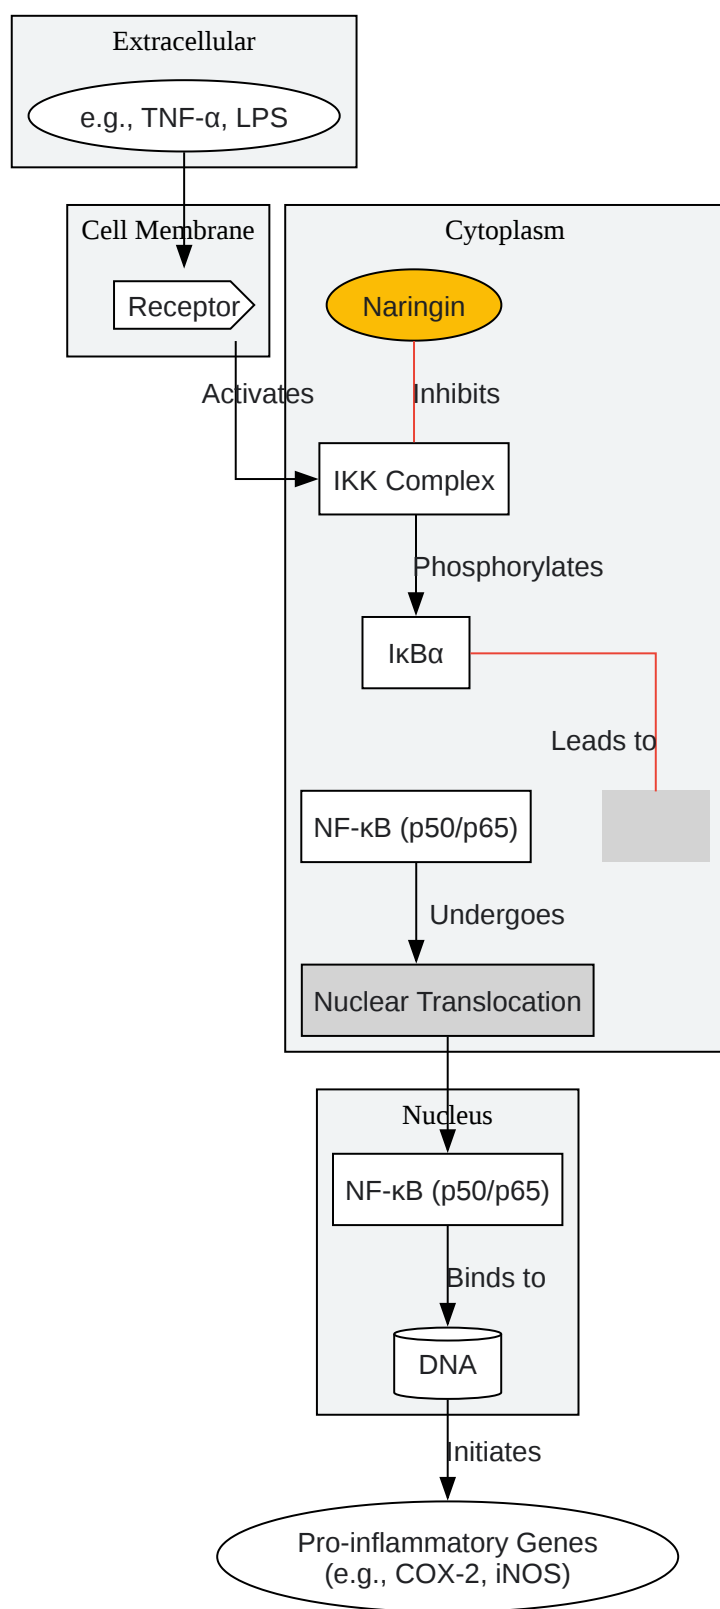 Extracellular
e.g., TNF-α, LPS
Cell Membrane
Cytoplasm
Receptor
Naringin
Activates
Inhibits
IKK Complex
Phosphorylates
IκBα
Leads to
NF-κB (p50/p65)
Undergoes
Nuclear Translocation
Nucleus
NF-κB (p50/p65)
Binds to
DNA
Initiates
Pro-inflammatory Genes
(e.g., COX-2, iNOS)